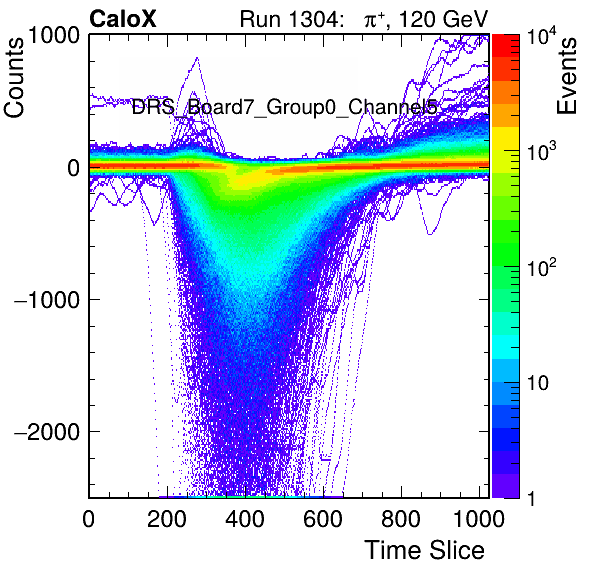 CaloX Run 1304: π⁺, 120 GeV
DRS_Board7_Group0_Channel5
Counts
1000
0
−1000
−2000
0 200 400 600 800 1000
Time Slice
Events
10⁴
10³
10²
10
1